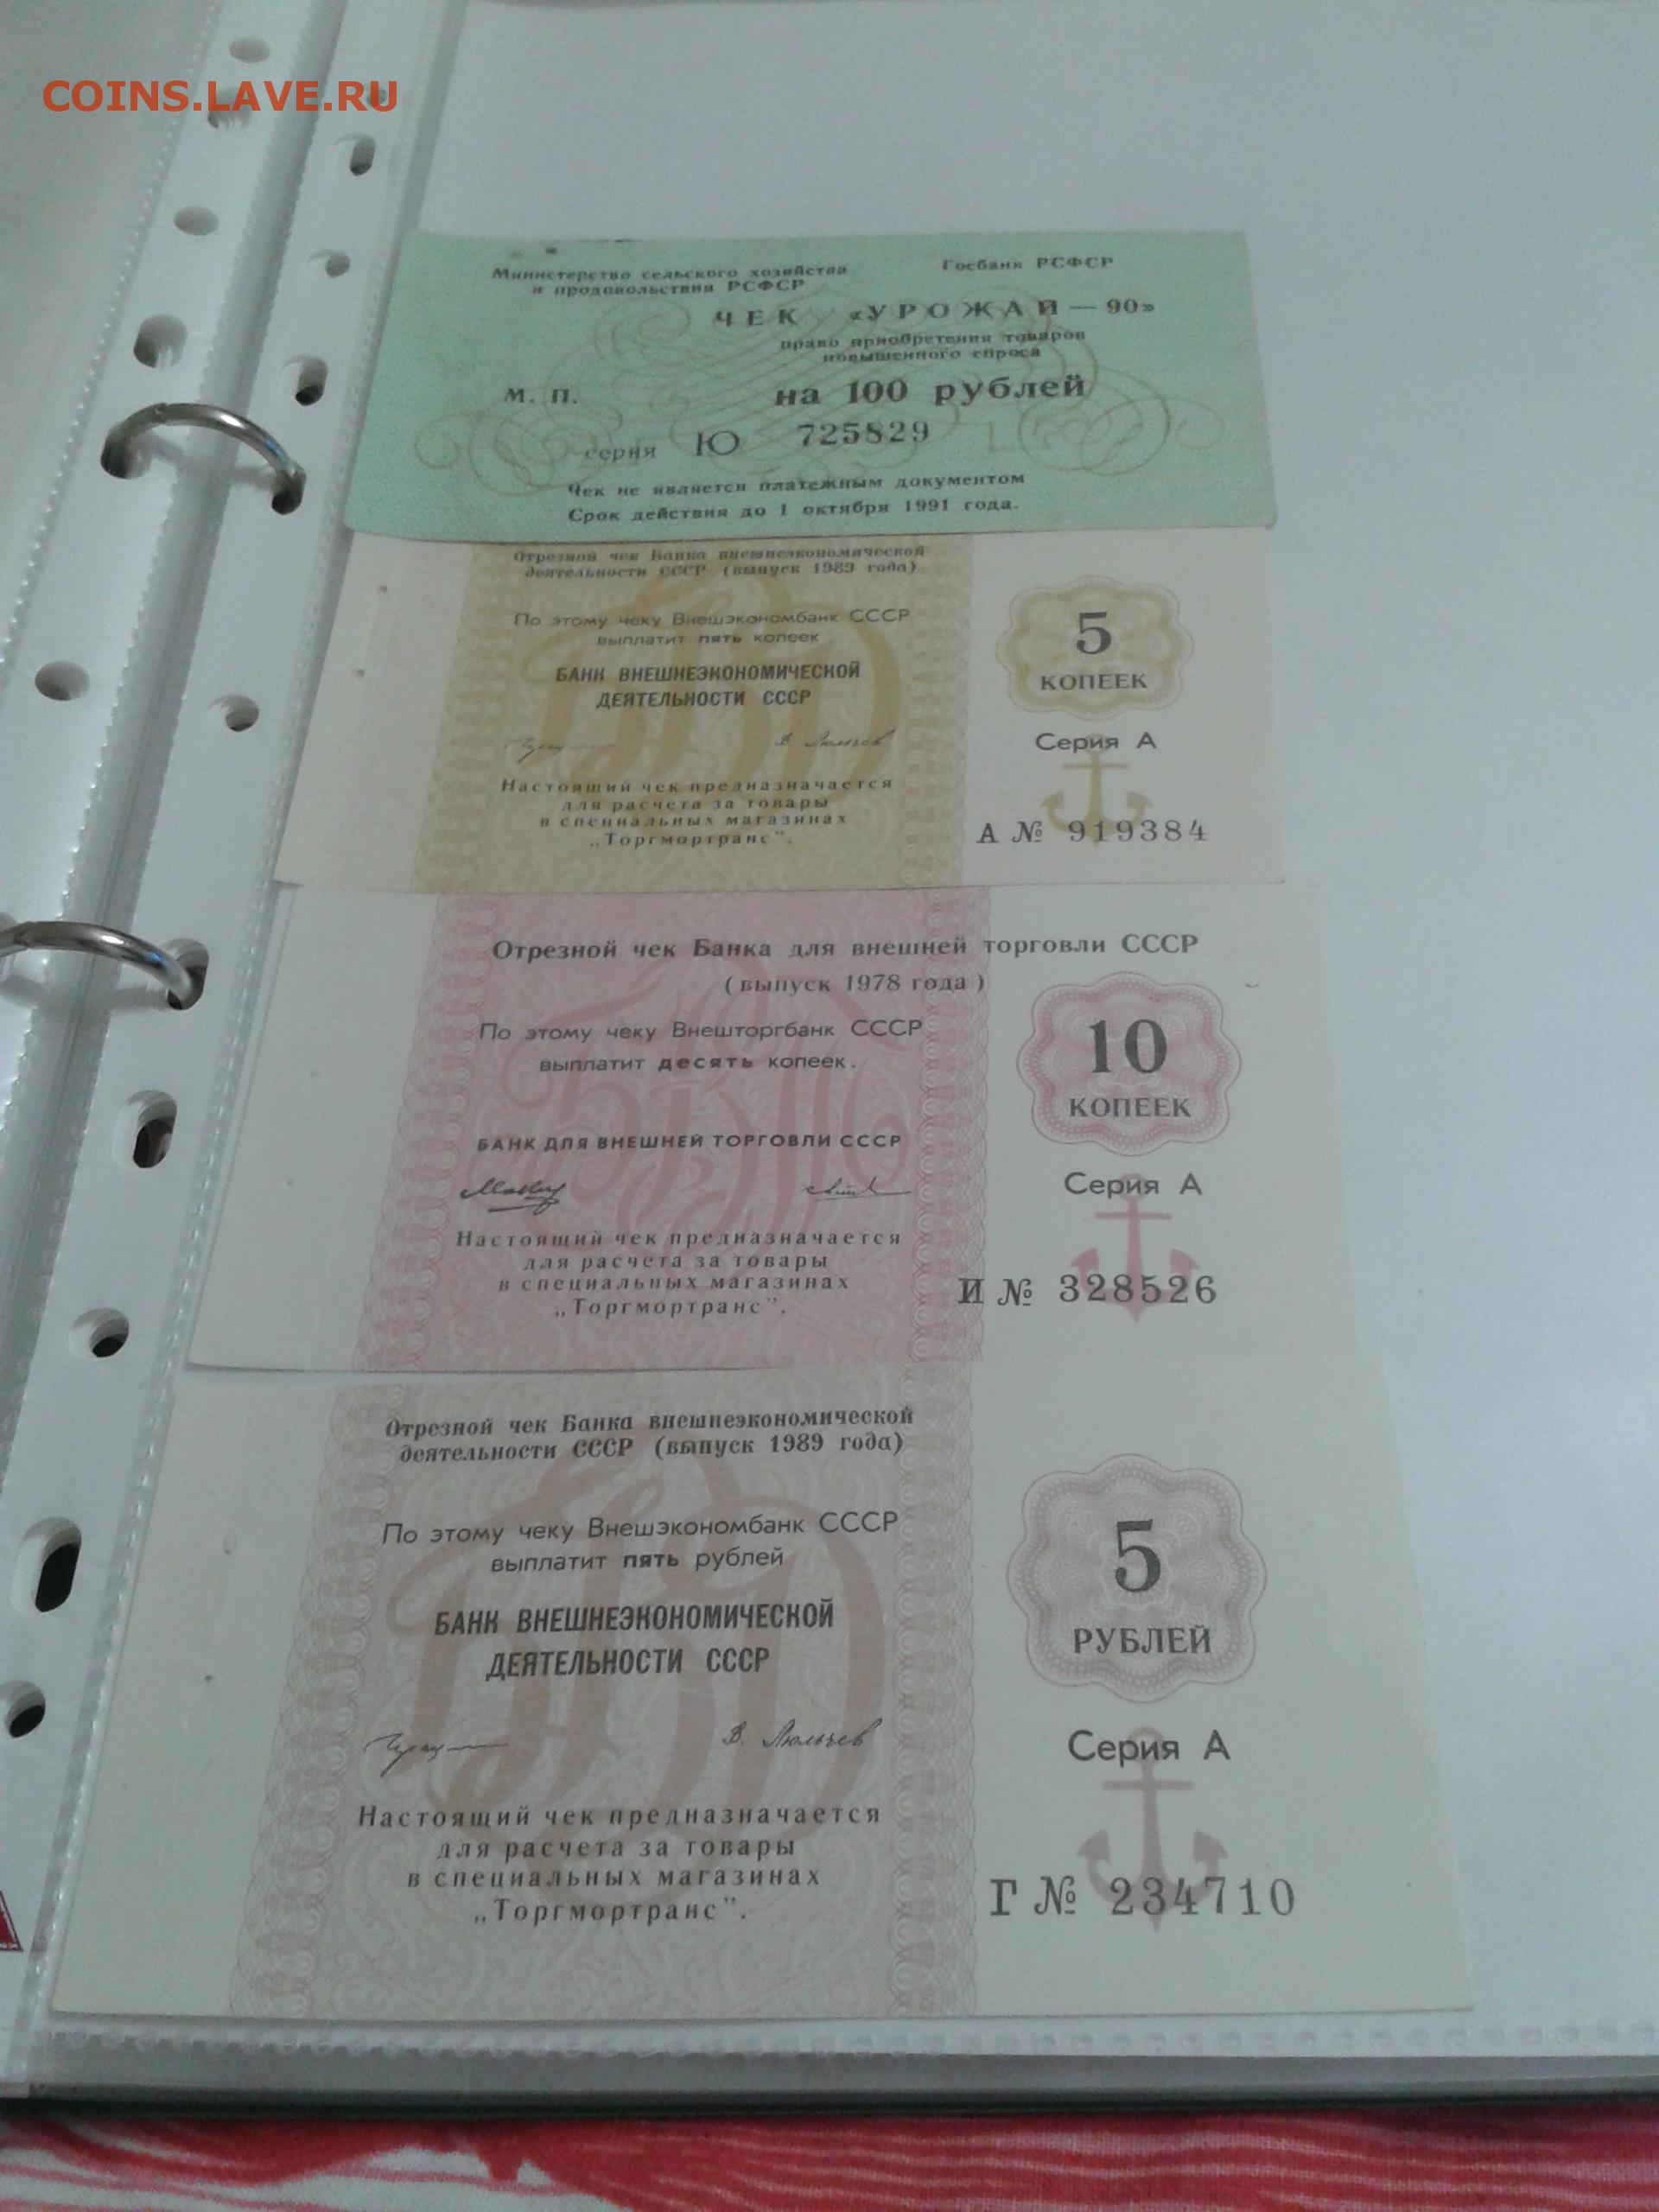 COINS.LAVE.RU
Министерство сельского хозяйства
и продовольствия РСФСР
Госбанк РСФСР
ЧЕК «УРОЖАЙ — 90»
право приобретения товаров
повышенного спроса
М. П.
на 100 рублей
серия Ю 725829
Чек не является платежным документом
Срок действия до 1 октября 1991 года.
Отрезной чек Банка внешнеэкономической
деятельности СССР (выпуск 1989 года)
По этому чеку Внешэкономбанк СССР
выплатит пять копеек
БАНК ВНЕШНЕЭКОНОМИЧЕСКОЙ
ДЕЯТЕЛЬНОСТИ СССР
В. Люльчев
Настоящий чек предназначается
для расчета за товары
в специальных магазинах
„Торгмортранс".
5
КОПЕЕК
Серия А
А № 919384
Отрезной чек Банка для внешней торговли СССР
(выпуск 1978 года)
По этому чеку Внешторгбанк СССР
выплатит десять копеек.
БАНК ДЛЯ ВНЕШНЕЙ ТОРГОВЛИ СССР
Настоящий чек предназначается
для расчета за товары
в специальных магазинах
„Торгмортранс".
10
КОПЕЕК
Серия А
И № 328526
Отрезной чек Банка внешнеэкономической
деятельности СССР (выпуск 1989 года)
По этому чеку Внешэкономбанк СССР
выплатит пять рублей
БАНК ВНЕШНЕЭКОНОМИЧЕСКОЙ
ДЕЯТЕЛЬНОСТИ СССР
В. Люльчев
Настоящий чек предназначается
для расчета за товары
в специальных магазинах
„Торгмортранс".
5
РУБЛЕЙ
Серия А
Г № 234710